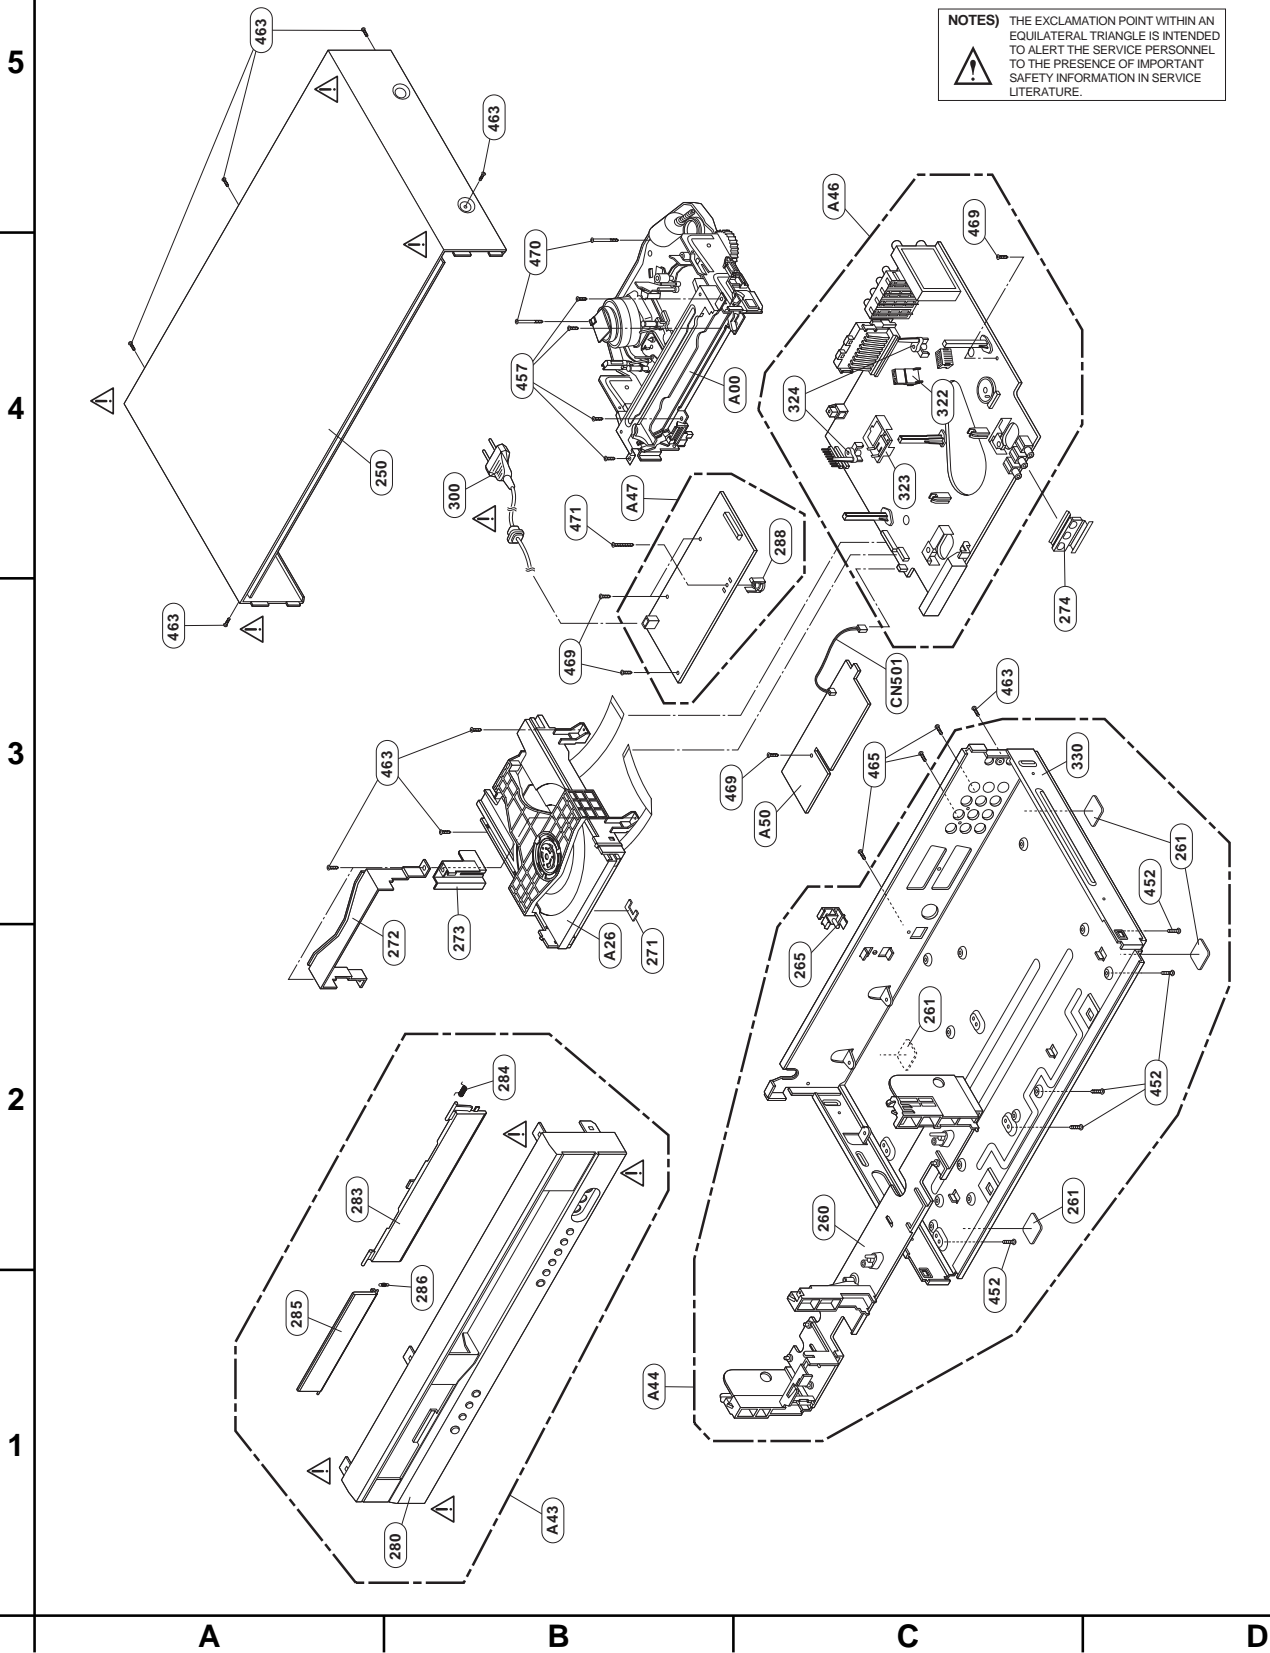 NOTES) THE EXCLAMATION POINT WITHIN AN
EQUILATERAL TRIANGLE IS INTENDED
TO ALERT THE SERVICE PERSONNEL
TO THE PRESENCE OF IMPORTANT
SAFETY INFORMATION IN SERVICE
LITERATURE.
5
463
463
A46
469
470
457
A00
324
322
4
250
300
A47
323
471
288
274
463
469
CN501
463
3
463
469
465
330
A50
261
452
272
273
A26
271
265
261
2
284
452
283
260
261
286
452
285
A44
1
280
A43
A
B
C
D